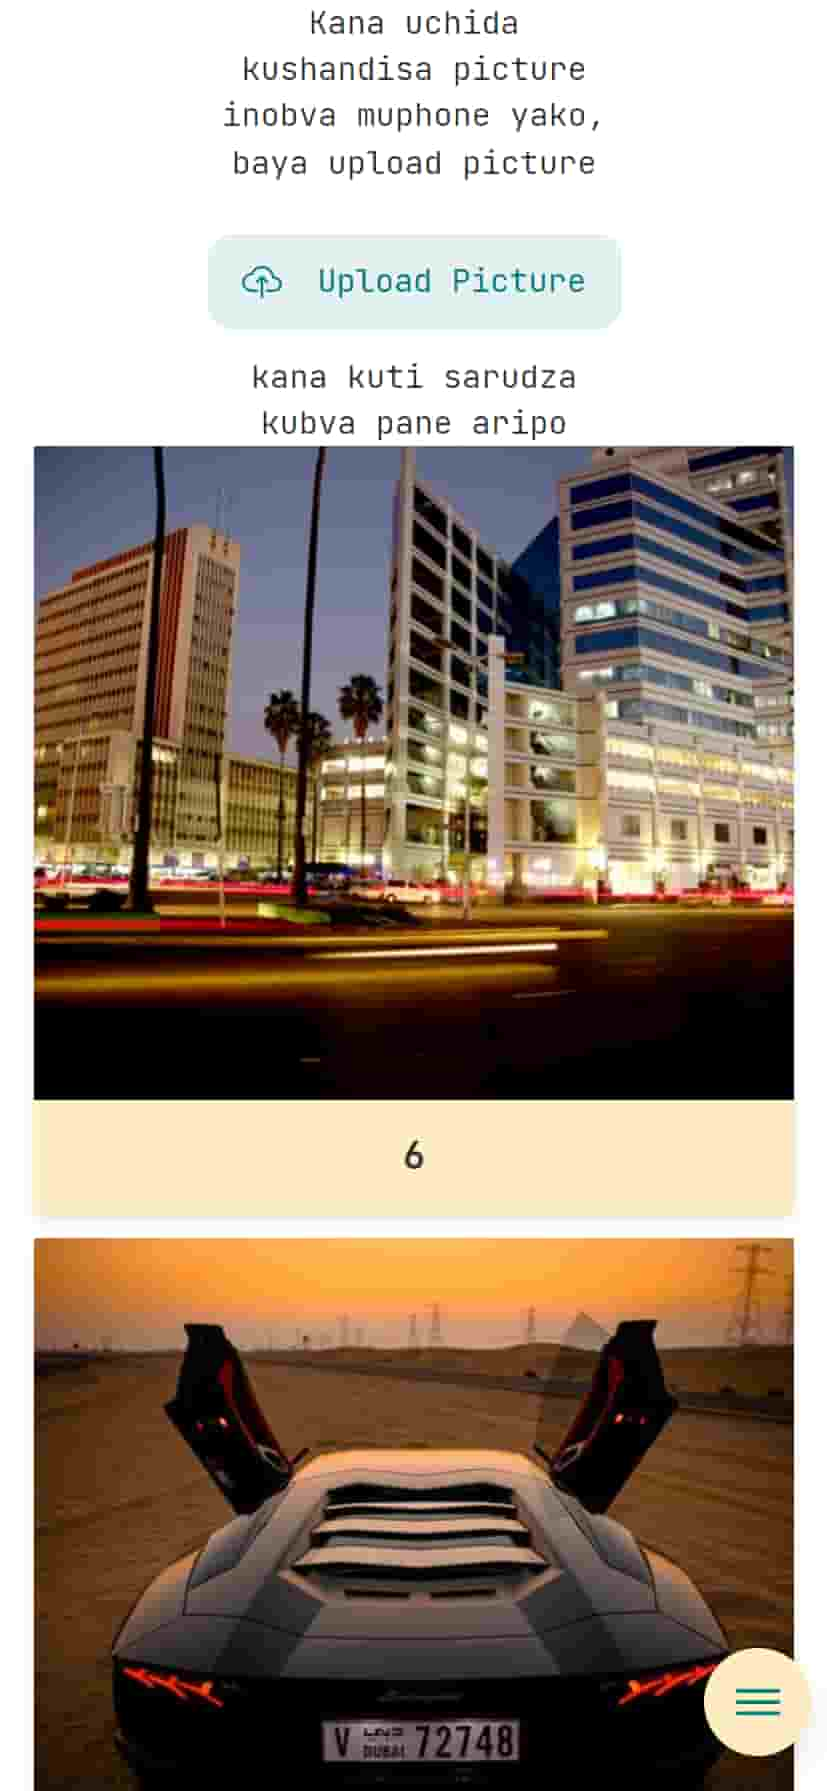 Kana uchida
kushandisa picture
inobva muphone yako,
baya upload picture
Upload Picture
kana kuti sarudza
kubva pane aripo
6
V DUBAI 72748